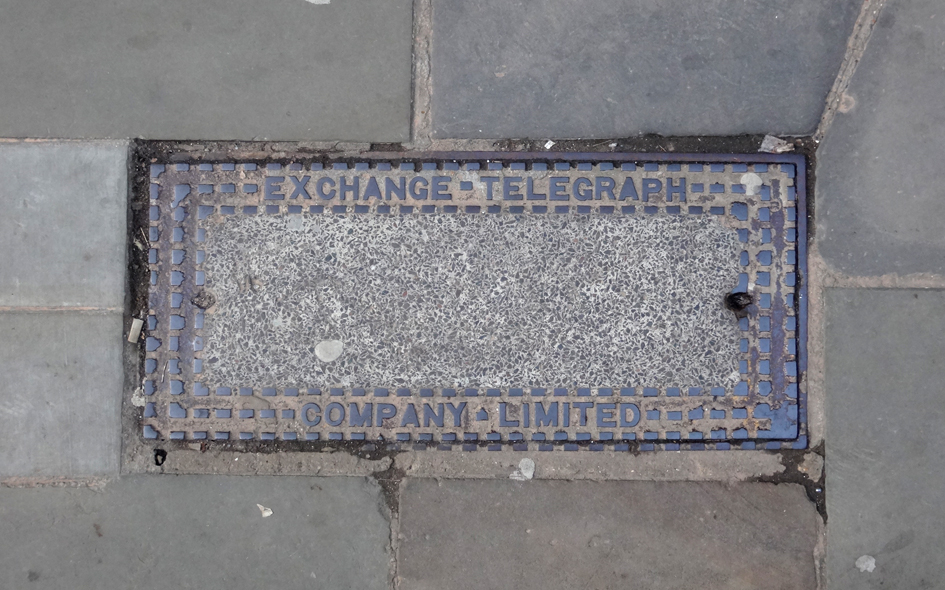 EXCHANGE TELEGRAPH
COMPANY LIMITED